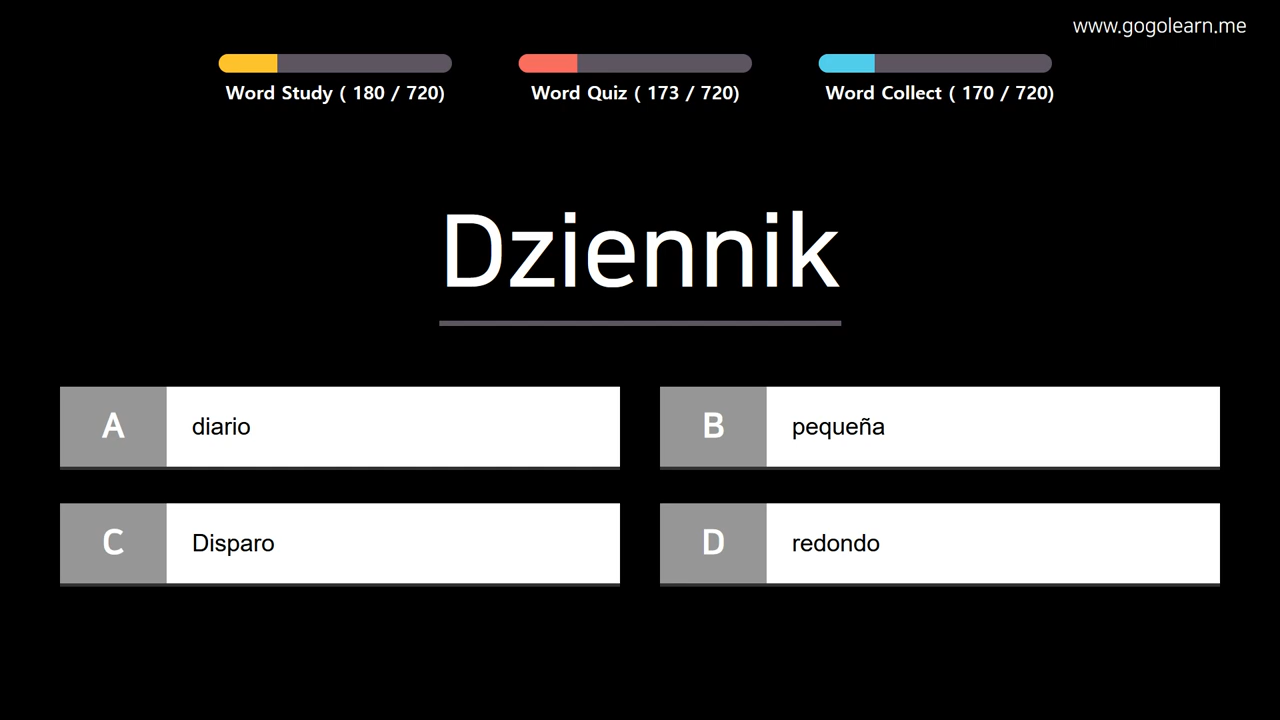 www.gogolearn.me
Word Study ( 180 / 720)
Word Quiz ( 173 / 720)
Word Collect ( 170 / 720)
Dziennik
A diario
B pequeña
C Disparo
D redondo